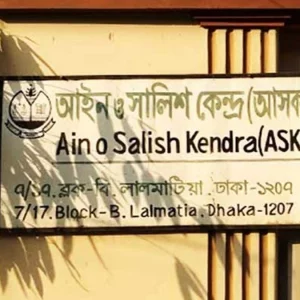 আইন ও সালিশ কেন্দ্র (আসক
Ain o Salish Kendra(ASK
৭/১৭, ব্লক-বি, লালমাটিয়া, ঢাকা-১২০৭
7/17, Block-B, Lalmatia, Dhaka-1207